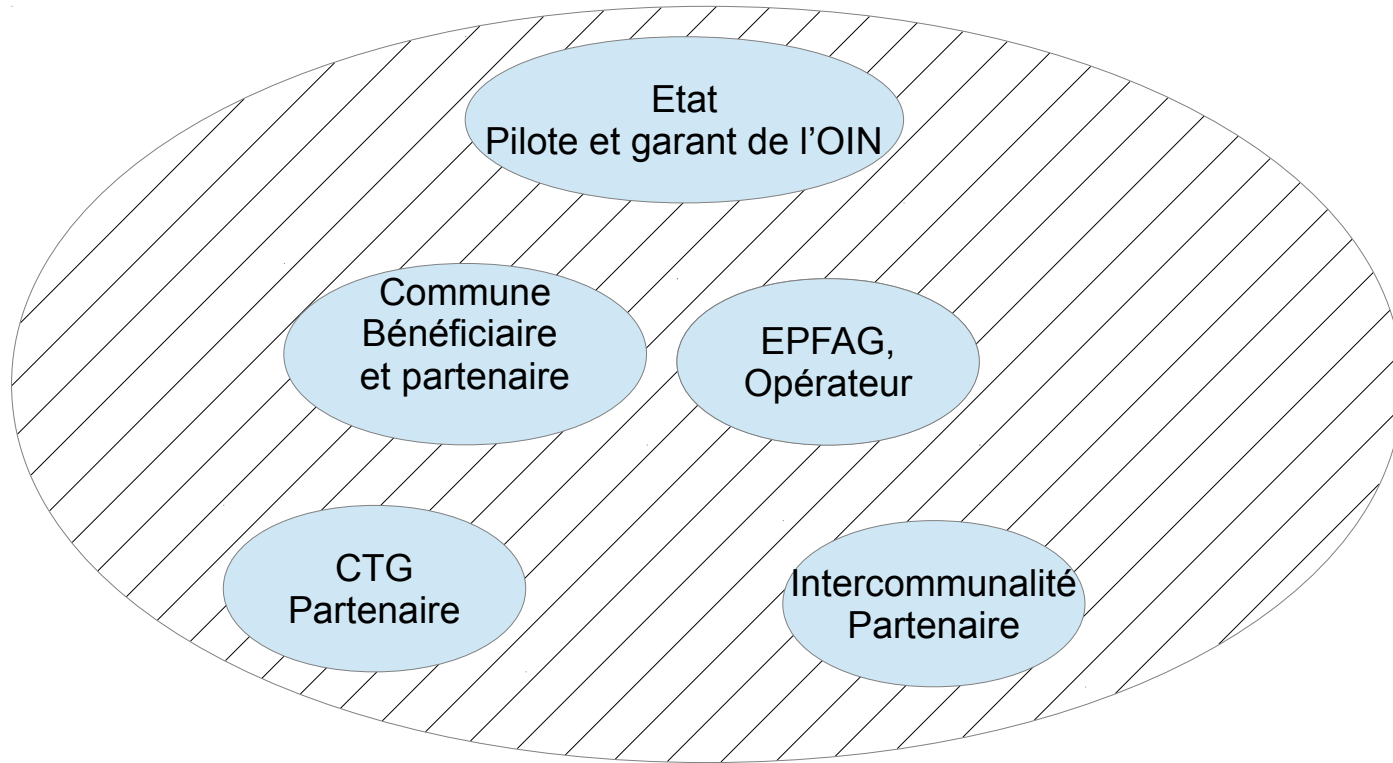 Etat
Pilote et garant de l’OIN
Commune
Bénéficiaire
et partenaire
EPFAG,
Opérateur
CTG
Partenaire
Intercommunalité
Partenaire